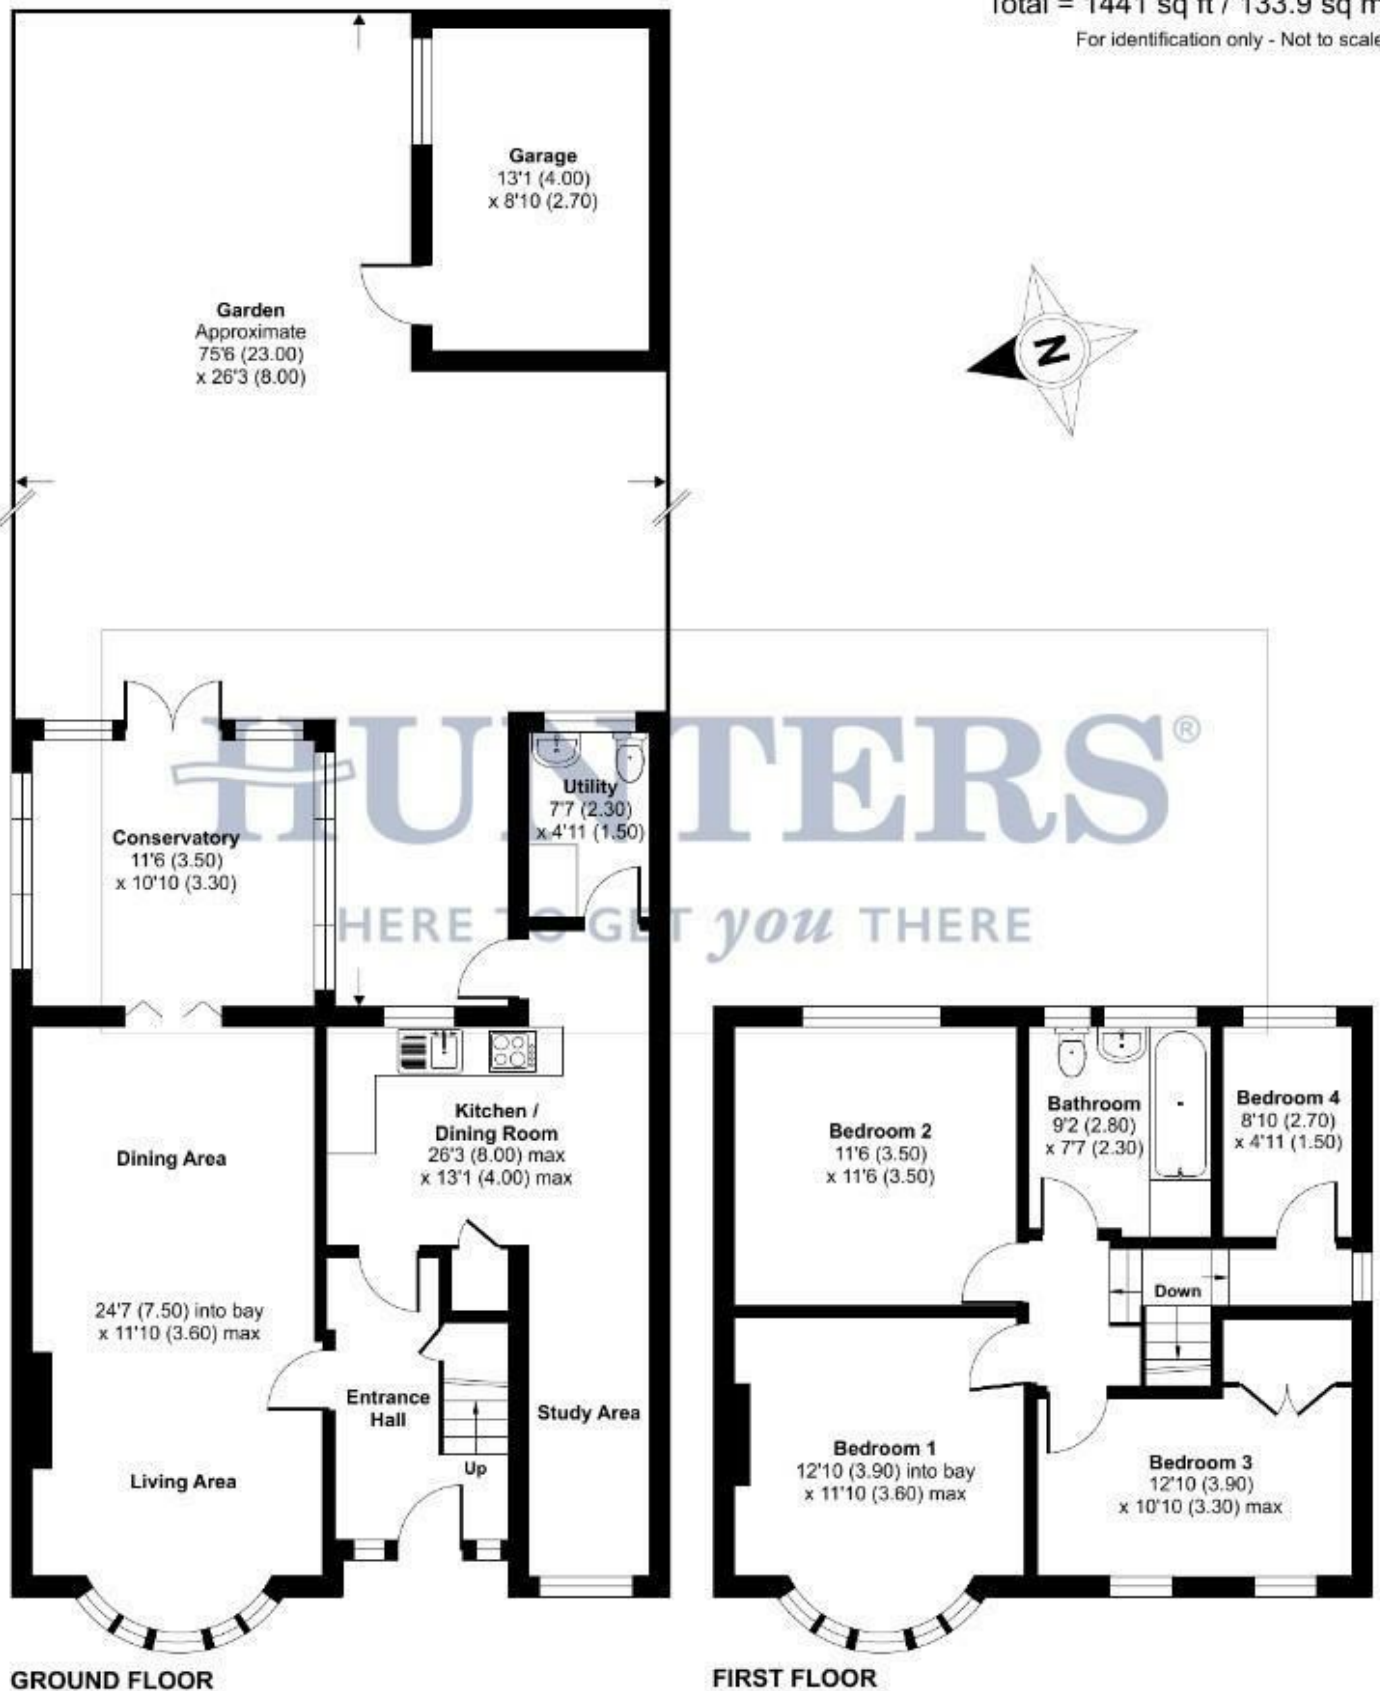 Total = 1441 sq ft / 133.9 sq m
For identification only - Not to scale
Garage
13'1 (4.00)
x 8'10 (2.70)
Garden
Approximate
75'6 (23.00)
x 26'3 (8.00)
N
HUNTERS®
HERE TO GET you THERE
Conservatory
11'6 (3.50)
x 10'10 (3.30)
Utility
7'7 (2.30)
x 4'11 (1.50)
Dining Area
Kitchen /
Dining Room
26'3 (8.00) max
x 13'1 (4.00) max
24'7 (7.50) into bay
x 11'10 (3.60) max
Entrance
Hall
Up
Study Area
Living Area
GROUND FLOOR
Bedroom 2
11'6 (3.50)
x 11'6 (3.50)
Bathroom
9'2 (2.80)
x 7'7 (2.30)
Bedroom 4
8'10 (2.70)
x 4'11 (1.50)
Down
Bedroom 1
12'10 (3.90) into bay
x 11'10 (3.60) max
Bedroom 3
12'10 (3.90)
x 10'10 (3.30) max
FIRST FLOOR